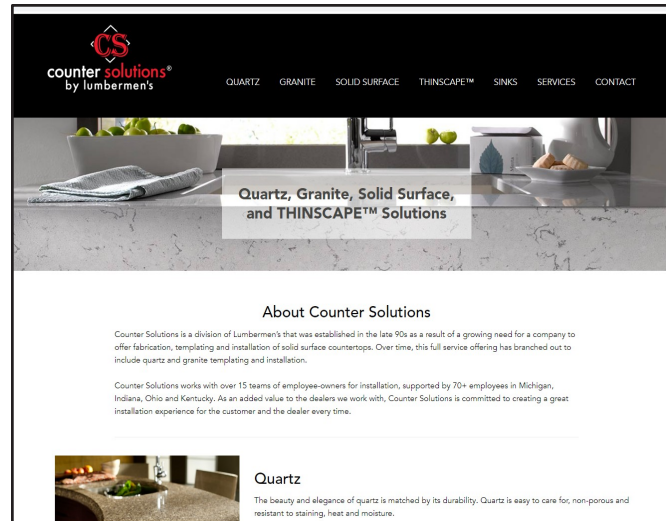 CS
counter solutions®
by lumbermen's
QUARTZ GRANITE SOLID SURFACE THINSCAPE™ SINKS SERVICES CONTACT
Quartz, Granite, Solid Surface,
and THINSCAPE™ Solutions
About Counter Solutions
Counter Solutions is a division of Lumbermen's that was established in the late 90s as a result of a growing need for a company to
offer fabrication, templating and installation of solid surface countertops. Over time, this full service offering has branched out to
include quartz and granite templating and installation.
Counter Solutions works with over 15 teams of employee-owners for installation, supported by 70+ employees in Michigan,
Indiana, Ohio and Kentucky. As an added value to the dealers we work with, Counter Solutions is committed to creating a great
installation experience for the customer and the dealer every time.
Quartz
The beauty and elegance of quartz is matched by its durability. Quartz is easy to care for, non-porous and
resistant to staining, heat and moisture.